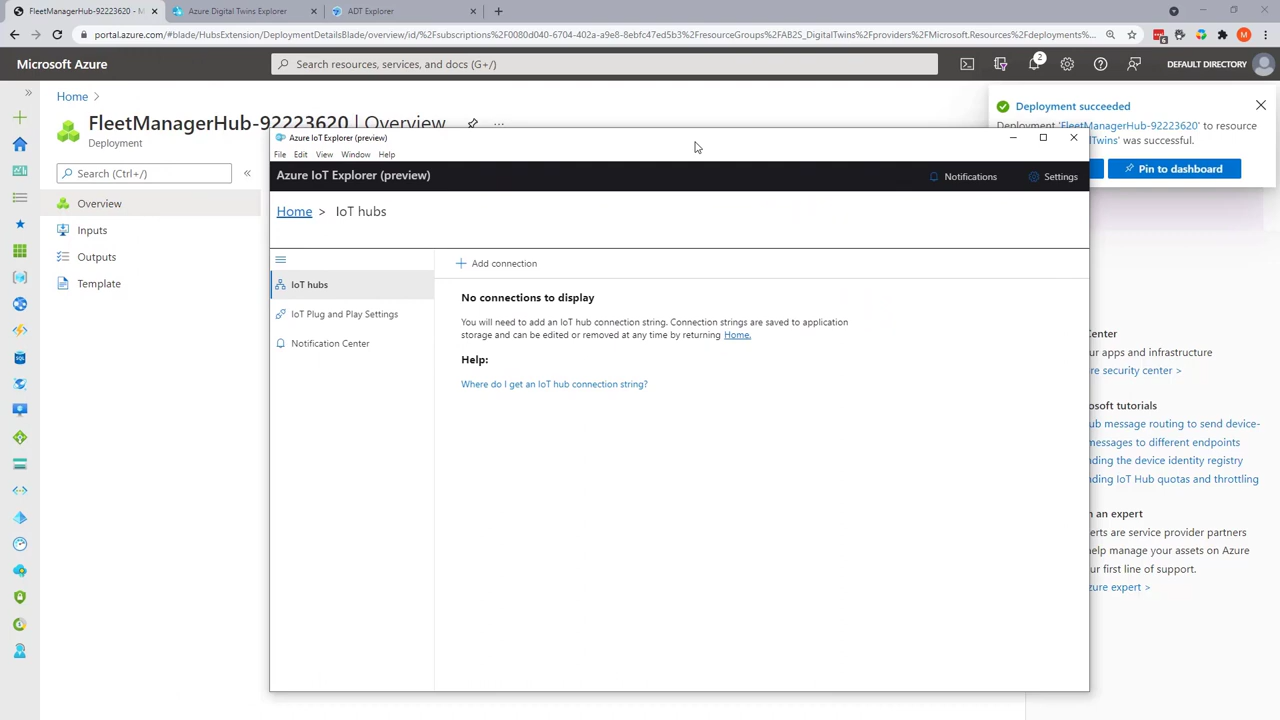 FleetManagerHub-92223620 - M
Azure Digital Twins Explorer
ADT Explorer
portal.azure.com/#blade/HubsExtension/DeploymentDetailsBlade/overview/id/%2Fsubscriptions%2F0080d040-6704-402a-a9e8-8ebfc47ed5b3%2FresourceGroups%2FAB2S_DigitalTwins%2Fproviders%2FMicrosoft.Resources%2Fdeployments%2FMicrosoft.IotHub...
6
M
Microsoft Azure
Search resources, services, and docs (G+/)
2
DEFAULT DIRECTORY
Home >
FleetManagerHub-92223620 | Overview
...
Deployment
Search (Ctrl+/)
«
Overview
Inputs
Outputs
Template
Deployment succeeded
Deployment 'FleetManagerHub-92223620' to resource
lTwins' was successful.
Pin to dashboard
Azure IoT Explorer (preview)
File Edit View Window Help
Azure IoT Explorer (preview)
Notifications
Settings
Home > IoT hubs
Add connection
IoT hubs
IoT Plug and Play Settings
Notification Center
No connections to display
You will need to add an IoT hub connection string. Connection strings are saved to application
storage and can be edited or removed at any time by returning Home.
Help:
Where do I get an IoT hub connection string?
Center
ur apps and infrastructure
re security center >
osoft tutorials
ub message routing to send device-
messages to different endpoints
nding the device identity registry
nding IoT Hub quotas and throttling
h an expert
erts are service provider partners
help manage your assets on Azure
ur first line of support.
zure expert >
SQL